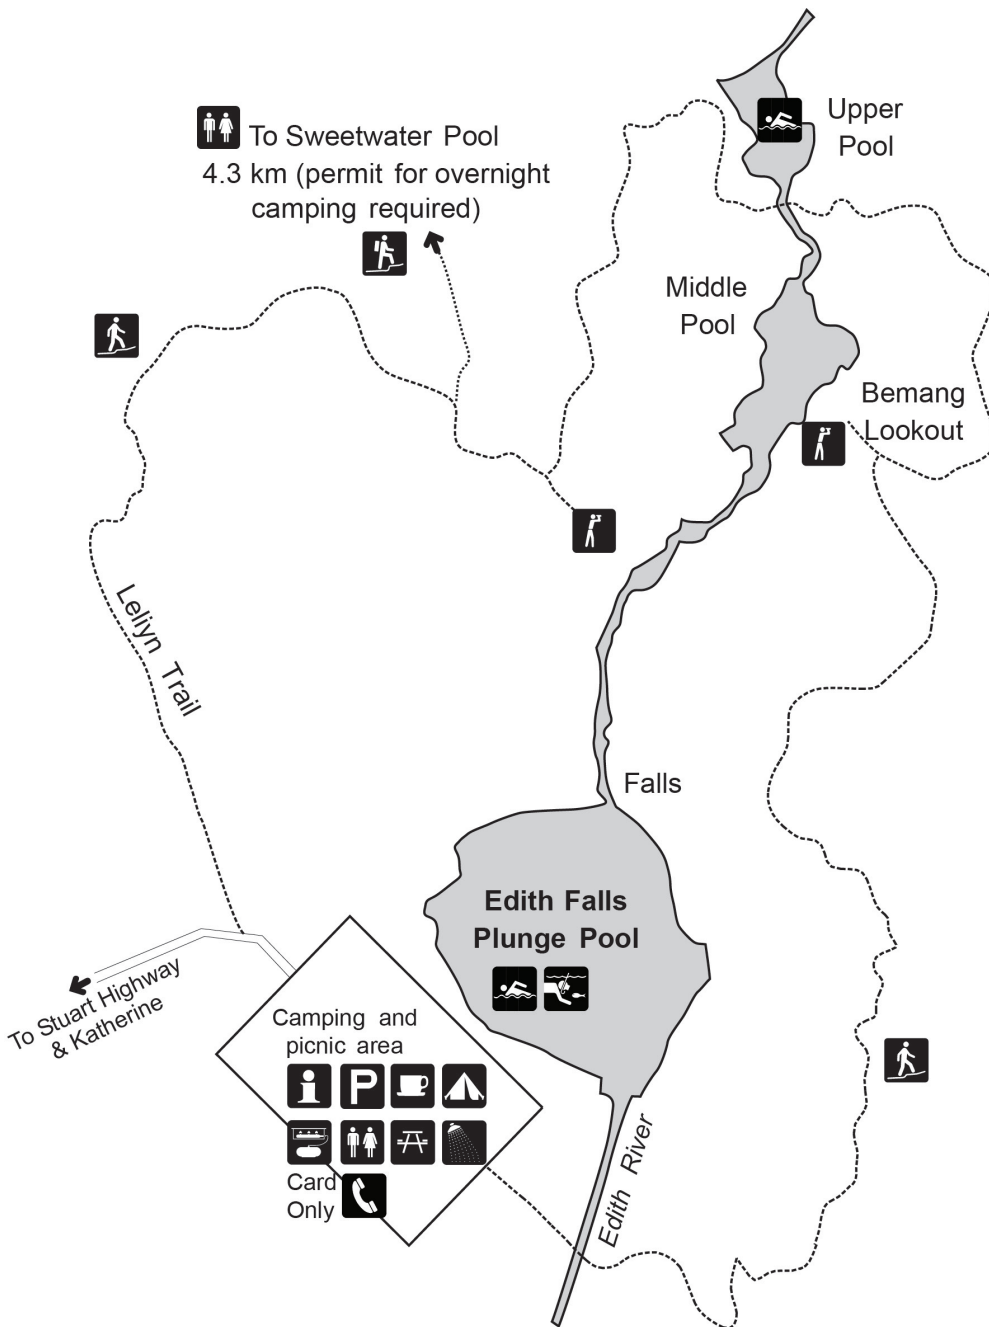 Upper
Pool
To Sweetwater Pool
4.3 km (permit for overnight
camping required)
Middle
Pool
Bemang
Lookout
Leliyn Trail
Falls
Edith Falls
Plunge Pool
To Stuart Highway
& Katherine
Camping and
picnic area
P
Card
Only
Edith River